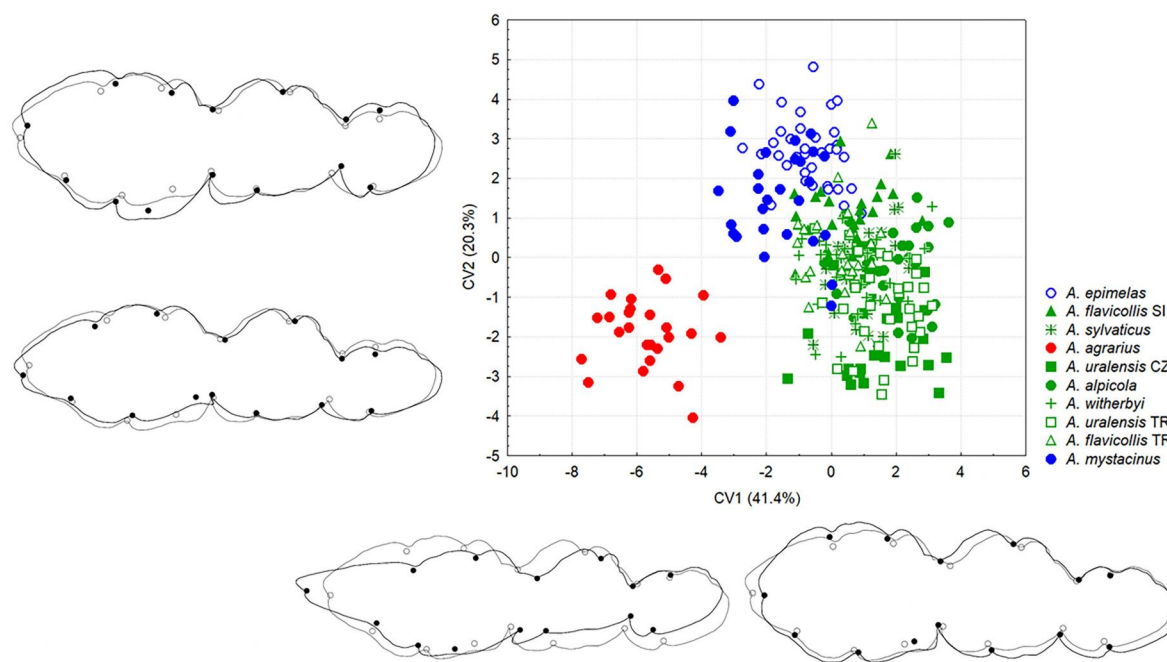 6
5
4
3
2
1
0
-1
-2
-3
-4
-5
CV2 (20.3%)
-10 -8 -6 -4 -2 0 2 4 6
CV1 (41.4%)
A. epimelas
A. flavicollis SI
A. sylvaticus
A. agrarius
A. uralensis CZ
A. alpicola
A. witherbyi
A. uralensis TR
A. flavicollis TR
A. mystacinus